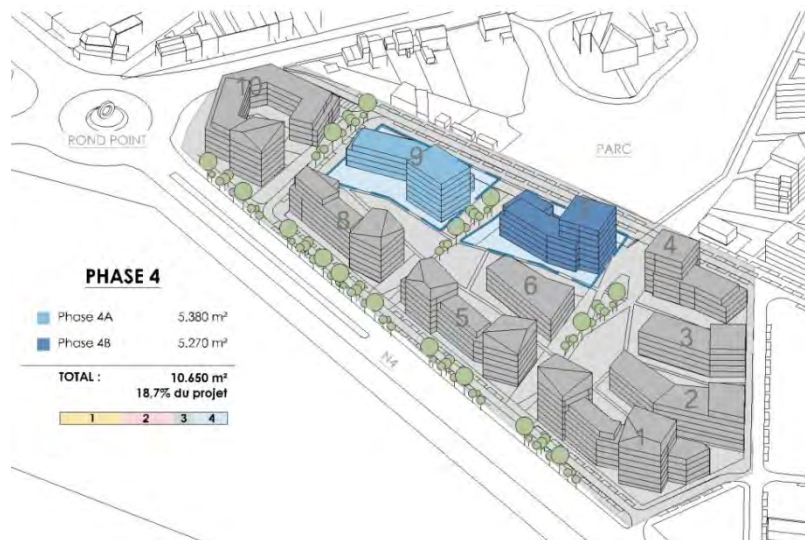 10
ROND POINT
PARC
9
8
4
6
5
3
2
1
N4
PHASE 4
Phase 4A 5.380 m²
Phase 4B 5.270 m²
TOTAL : 10.650 m²
18,7% du projet
1 2 3 4